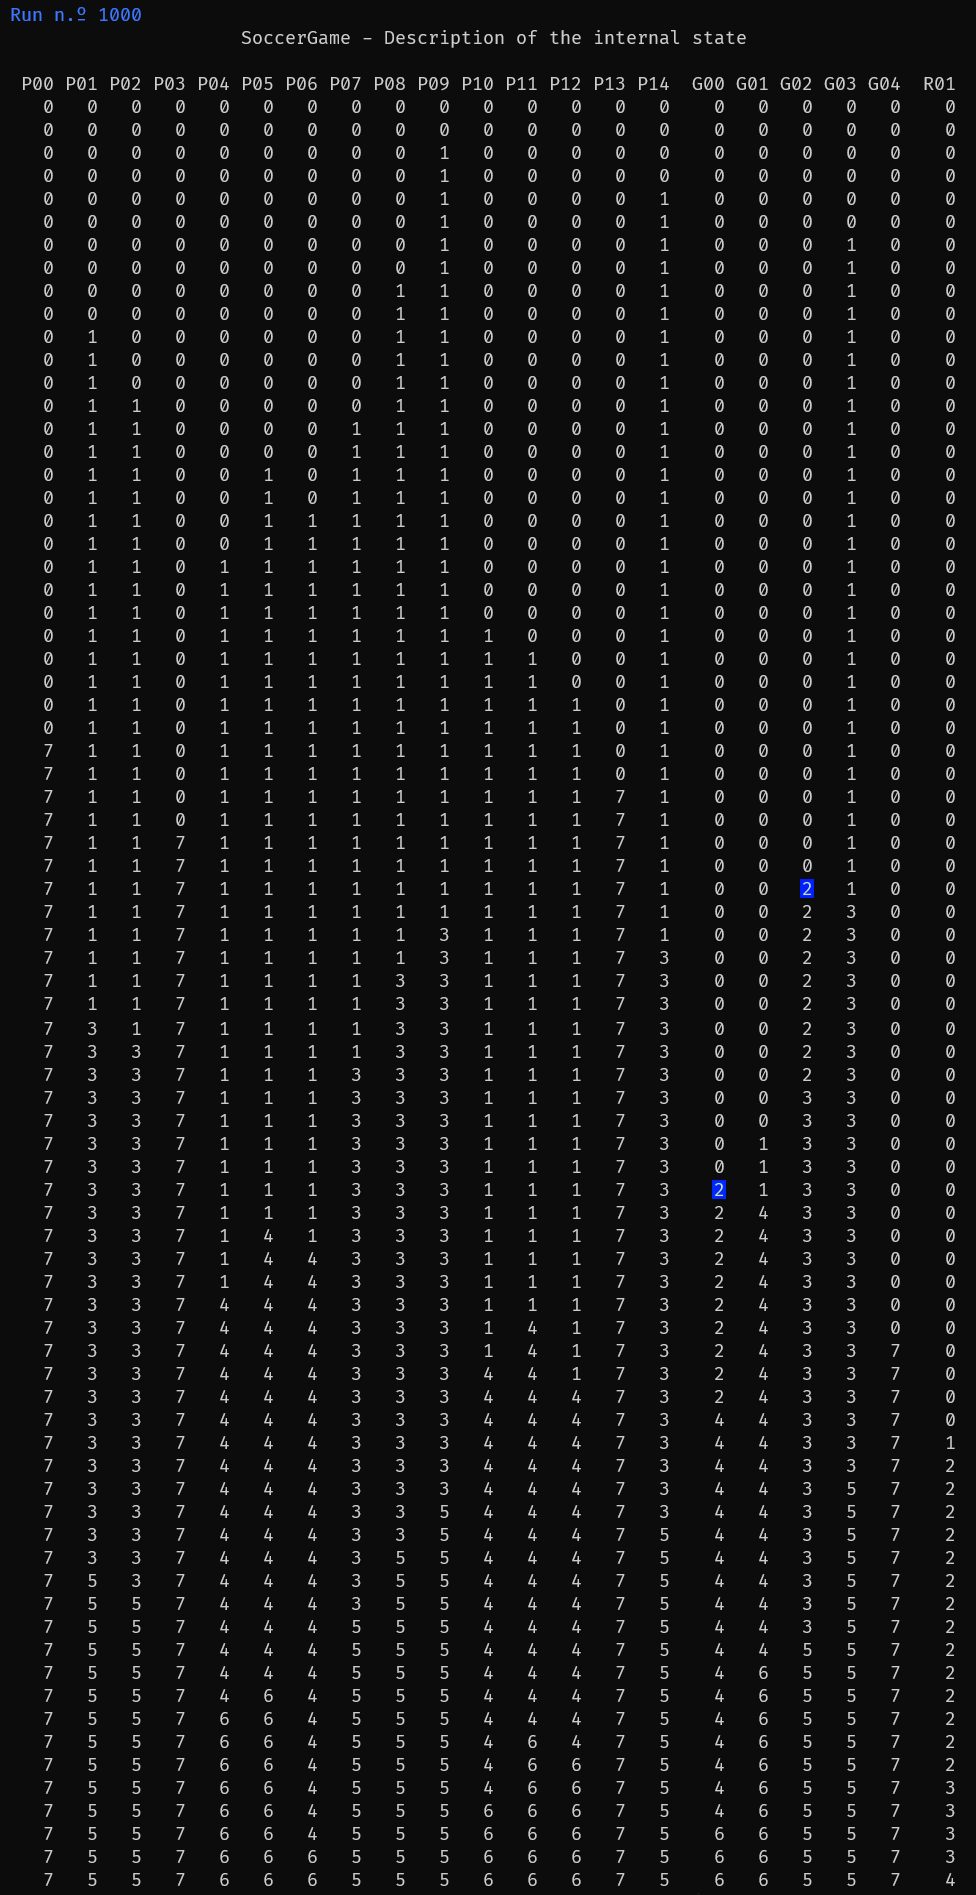 Run n.º 1000
SoccerGame - Description of the internal state
P00 P01 P02 P03 P04 P05 P06 P07 P08 P09 P10 P11 P12 P13 P14 G00 G01 G02 G03 G04 R01
0 0 0 0 0 0 0 0 0 0 0 0 0 0 0 0 0 0 0 0 0
0 0 0 0 0 0 0 0 0 0 0 0 0 0 0 0 0 0 0 0 0
0 0 0 0 0 0 0 0 0 1 0 0 0 0 0 0 0 0 0 0 0
0 0 0 0 0 0 0 0 0 1 0 0 0 0 0 0 0 0 0 0 0
0 0 0 0 0 0 0 0 0 1 0 0 0 0 1 0 0 0 0 0 0
0 0 0 0 0 0 0 0 0 1 0 0 0 0 1 0 0 0 0 0 0
0 0 0 0 0 0 0 0 0 1 0 0 0 0 1 0 0 0 1 0 0
0 0 0 0 0 0 0 0 0 1 0 0 0 0 1 0 0 0 1 0 0
0 0 0 0 0 0 0 0 1 1 0 0 0 0 1 0 0 0 1 0 0
0 0 0 0 0 0 0 0 1 1 0 0 0 0 1 0 0 0 1 0 0
0 1 0 0 0 0 0 0 1 1 0 0 0 0 1 0 0 0 1 0 0
0 1 0 0 0 0 0 0 1 1 0 0 0 0 1 0 0 0 1 0 0
0 1 0 0 0 0 0 0 1 1 0 0 0 0 1 0 0 0 1 0 0
0 1 1 0 0 0 0 0 1 1 0 0 0 0 1 0 0 0 1 0 0
0 1 1 0 0 0 0 1 1 1 0 0 0 0 1 0 0 0 1 0 0
0 1 1 0 0 0 0 1 1 1 0 0 0 0 1 0 0 0 1 0 0
0 1 1 0 0 1 0 1 1 1 0 0 0 0 1 0 0 0 1 0 0
0 1 1 0 0 1 0 1 1 1 0 0 0 0 1 0 0 0 1 0 0
0 1 1 0 0 1 1 1 1 1 0 0 0 0 1 0 0 0 1 0 0
0 1 1 0 0 1 1 1 1 1 0 0 0 0 1 0 0 0 1 0 0
0 1 1 0 1 1 1 1 1 1 0 0 0 0 1 0 0 0 1 0 0
0 1 1 0 1 1 1 1 1 1 0 0 0 0 1 0 0 0 1 0 0
0 1 1 0 1 1 1 1 1 1 0 0 0 0 1 0 0 0 1 0 0
0 1 1 0 1 1 1 1 1 1 1 0 0 0 1 0 0 0 1 0 0
0 1 1 0 1 1 1 1 1 1 1 1 0 0 1 0 0 0 1 0 0
0 1 1 0 1 1 1 1 1 1 1 1 0 0 1 0 0 0 1 0 0
0 1 1 0 1 1 1 1 1 1 1 1 1 0 1 0 0 0 1 0 0
0 1 1 0 1 1 1 1 1 1 1 1 1 0 1 0 0 0 1 0 0
7 1 1 0 1 1 1 1 1 1 1 1 1 0 1 0 0 0 1 0 0
7 1 1 0 1 1 1 1 1 1 1 1 1 0 1 0 0 0 1 0 0
7 1 1 0 1 1 1 1 1 1 1 1 1 7 1 0 0 0 1 0 0
7 1 1 0 1 1 1 1 1 1 1 1 1 7 1 0 0 0 1 0 0
7 1 1 7 1 1 1 1 1 1 1 1 1 7 1 0 0 0 1 0 0
7 1 1 7 1 1 1 1 1 1 1 1 1 7 1 0 0 0 1 0 0
7 1 1 7 1 1 1 1 1 1 1 1 1 7 1 0 0 2 1 0 0
7 1 1 7 1 1 1 1 1 1 1 1 1 7 1 0 0 2 3 0 0
7 1 1 7 1 1 1 1 1 3 1 1 1 7 1 0 0 2 3 0 0
7 1 1 7 1 1 1 1 1 3 1 1 1 7 3 0 0 2 3 0 0
7 1 1 7 1 1 1 1 3 3 1 1 1 7 3 0 0 2 3 0 0
7 1 1 7 1 1 1 1 3 3 1 1 1 7 3 0 0 2 3 0 0
7 3 1 7 1 1 1 1 3 3 1 1 1 7 3 0 0 2 3 0 0
7 3 3 7 1 1 1 1 3 3 1 1 1 7 3 0 0 2 3 0 0
7 3 3 7 1 1 1 3 3 3 1 1 1 7 3 0 0 2 3 0 0
7 3 3 7 1 1 1 3 3 3 1 1 1 7 3 0 0 3 3 0 0
7 3 3 7 1 1 1 3 3 3 1 1 1 7 3 0 0 3 3 0 0
7 3 3 7 1 1 1 3 3 3 1 1 1 7 3 0 1 3 3 0 0
7 3 3 7 1 1 1 3 3 3 1 1 1 7 3 0 1 3 3 0 0
7 3 3 7 1 1 1 3 3 3 1 1 1 7 3 2 1 3 3 0 0
7 3 3 7 1 1 1 3 3 3 1 1 1 7 3 2 4 3 3 0 0
7 3 3 7 1 4 1 3 3 3 1 1 1 7 3 2 4 3 3 0 0
7 3 3 7 1 4 4 3 3 3 1 1 1 7 3 2 4 3 3 0 0
7 3 3 7 1 4 4 3 3 3 1 1 1 7 3 2 4 3 3 0 0
7 3 3 7 4 4 4 3 3 3 1 1 1 7 3 2 4 3 3 0 0
7 3 3 7 4 4 4 3 3 3 1 4 1 7 3 2 4 3 3 0 0
7 3 3 7 4 4 4 3 3 3 1 4 1 7 3 2 4 3 3 7 0
7 3 3 7 4 4 4 3 3 3 4 4 1 7 3 2 4 3 3 7 0
7 3 3 7 4 4 4 3 3 3 4 4 4 7 3 2 4 3 3 7 0
7 3 3 7 4 4 4 3 3 3 4 4 4 7 3 4 4 3 3 7 0
7 3 3 7 4 4 4 3 3 3 4 4 4 7 3 4 4 3 3 7 1
7 3 3 7 4 4 4 3 3 3 4 4 4 7 3 4 4 3 3 7 2
7 3 3 7 4 4 4 3 3 3 4 4 4 7 3 4 4 3 5 7 2
7 3 3 7 4 4 4 3 3 5 4 4 4 7 3 4 4 3 5 7 2
7 3 3 7 4 4 4 3 3 5 4 4 4 7 5 4 4 3 5 7 2
7 3 3 7 4 4 4 3 5 5 4 4 4 7 5 4 4 3 5 7 2
7 5 3 7 4 4 4 3 5 5 4 4 4 7 5 4 4 3 5 7 2
7 5 5 7 4 4 4 3 5 5 4 4 4 7 5 4 4 3 5 7 2
7 5 5 7 4 4 4 5 5 5 4 4 4 7 5 4 4 3 5 7 2
7 5 5 7 4 4 4 5 5 5 4 4 4 7 5 4 4 5 5 7 2
7 5 5 7 4 4 4 5 5 5 4 4 4 7 5 4 6 5 5 7 2
7 5 5 7 4 6 4 5 5 5 4 4 4 7 5 4 6 5 5 7 2
7 5 5 7 6 6 4 5 5 5 4 4 4 7 5 4 6 5 5 7 2
7 5 5 7 6 6 4 5 5 5 4 6 4 7 5 4 6 5 5 7 2
7 5 5 7 6 6 4 5 5 5 4 6 6 7 5 4 6 5 5 7 2
7 5 5 7 6 6 4 5 5 5 4 6 6 7 5 4 6 5 5 7 3
7 5 5 7 6 6 4 5 5 5 6 6 6 7 5 4 6 5 5 7 3
7 5 5 7 6 6 4 5 5 5 6 6 6 7 5 6 6 5 5 7 3
7 5 5 7 6 6 6 5 5 5 6 6 6 7 5 6 6 5 5 7 3
7 5 5 7 6 6 6 5 5 5 6 6 6 7 5 6 6 5 5 7 4